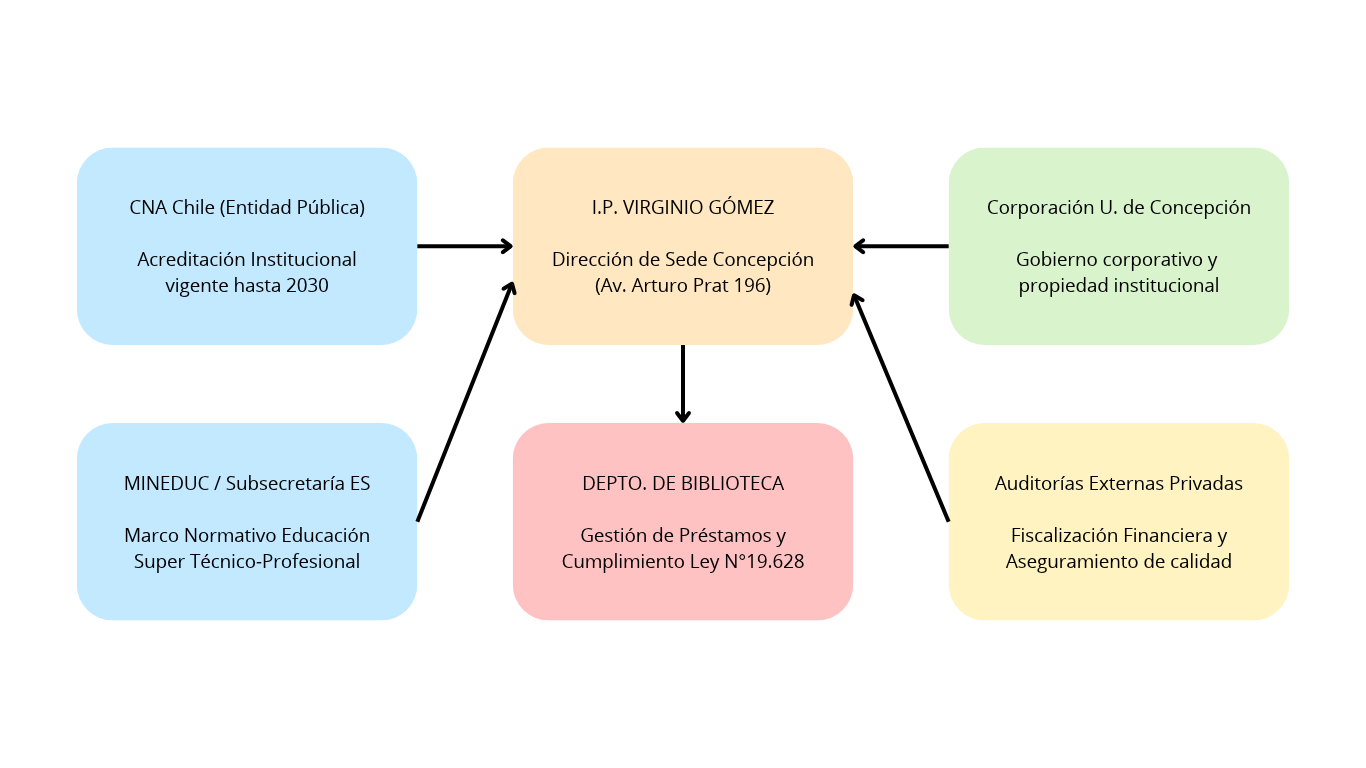 CNA Chile (Entidad Pública)
Acreditación Institucional
vigente hasta 2030
I.P. VIRGINIO GÓMEZ
Dirección de Sede Concepción
(Av. Arturo Prat 196)
Corporación U. de Concepción
Gobierno corporativo y
propiedad institucional
MINEDUC / Subsecretaría ES
Marco Normativo Educación
Super Técnico-Profesional
DEPTO. DE BIBLIOTECA
Gestión de Préstamos y
Cumplimiento Ley N°19.628
Auditorías Externas Privadas
Fiscalización Financiera y
Aseguramiento de calidad